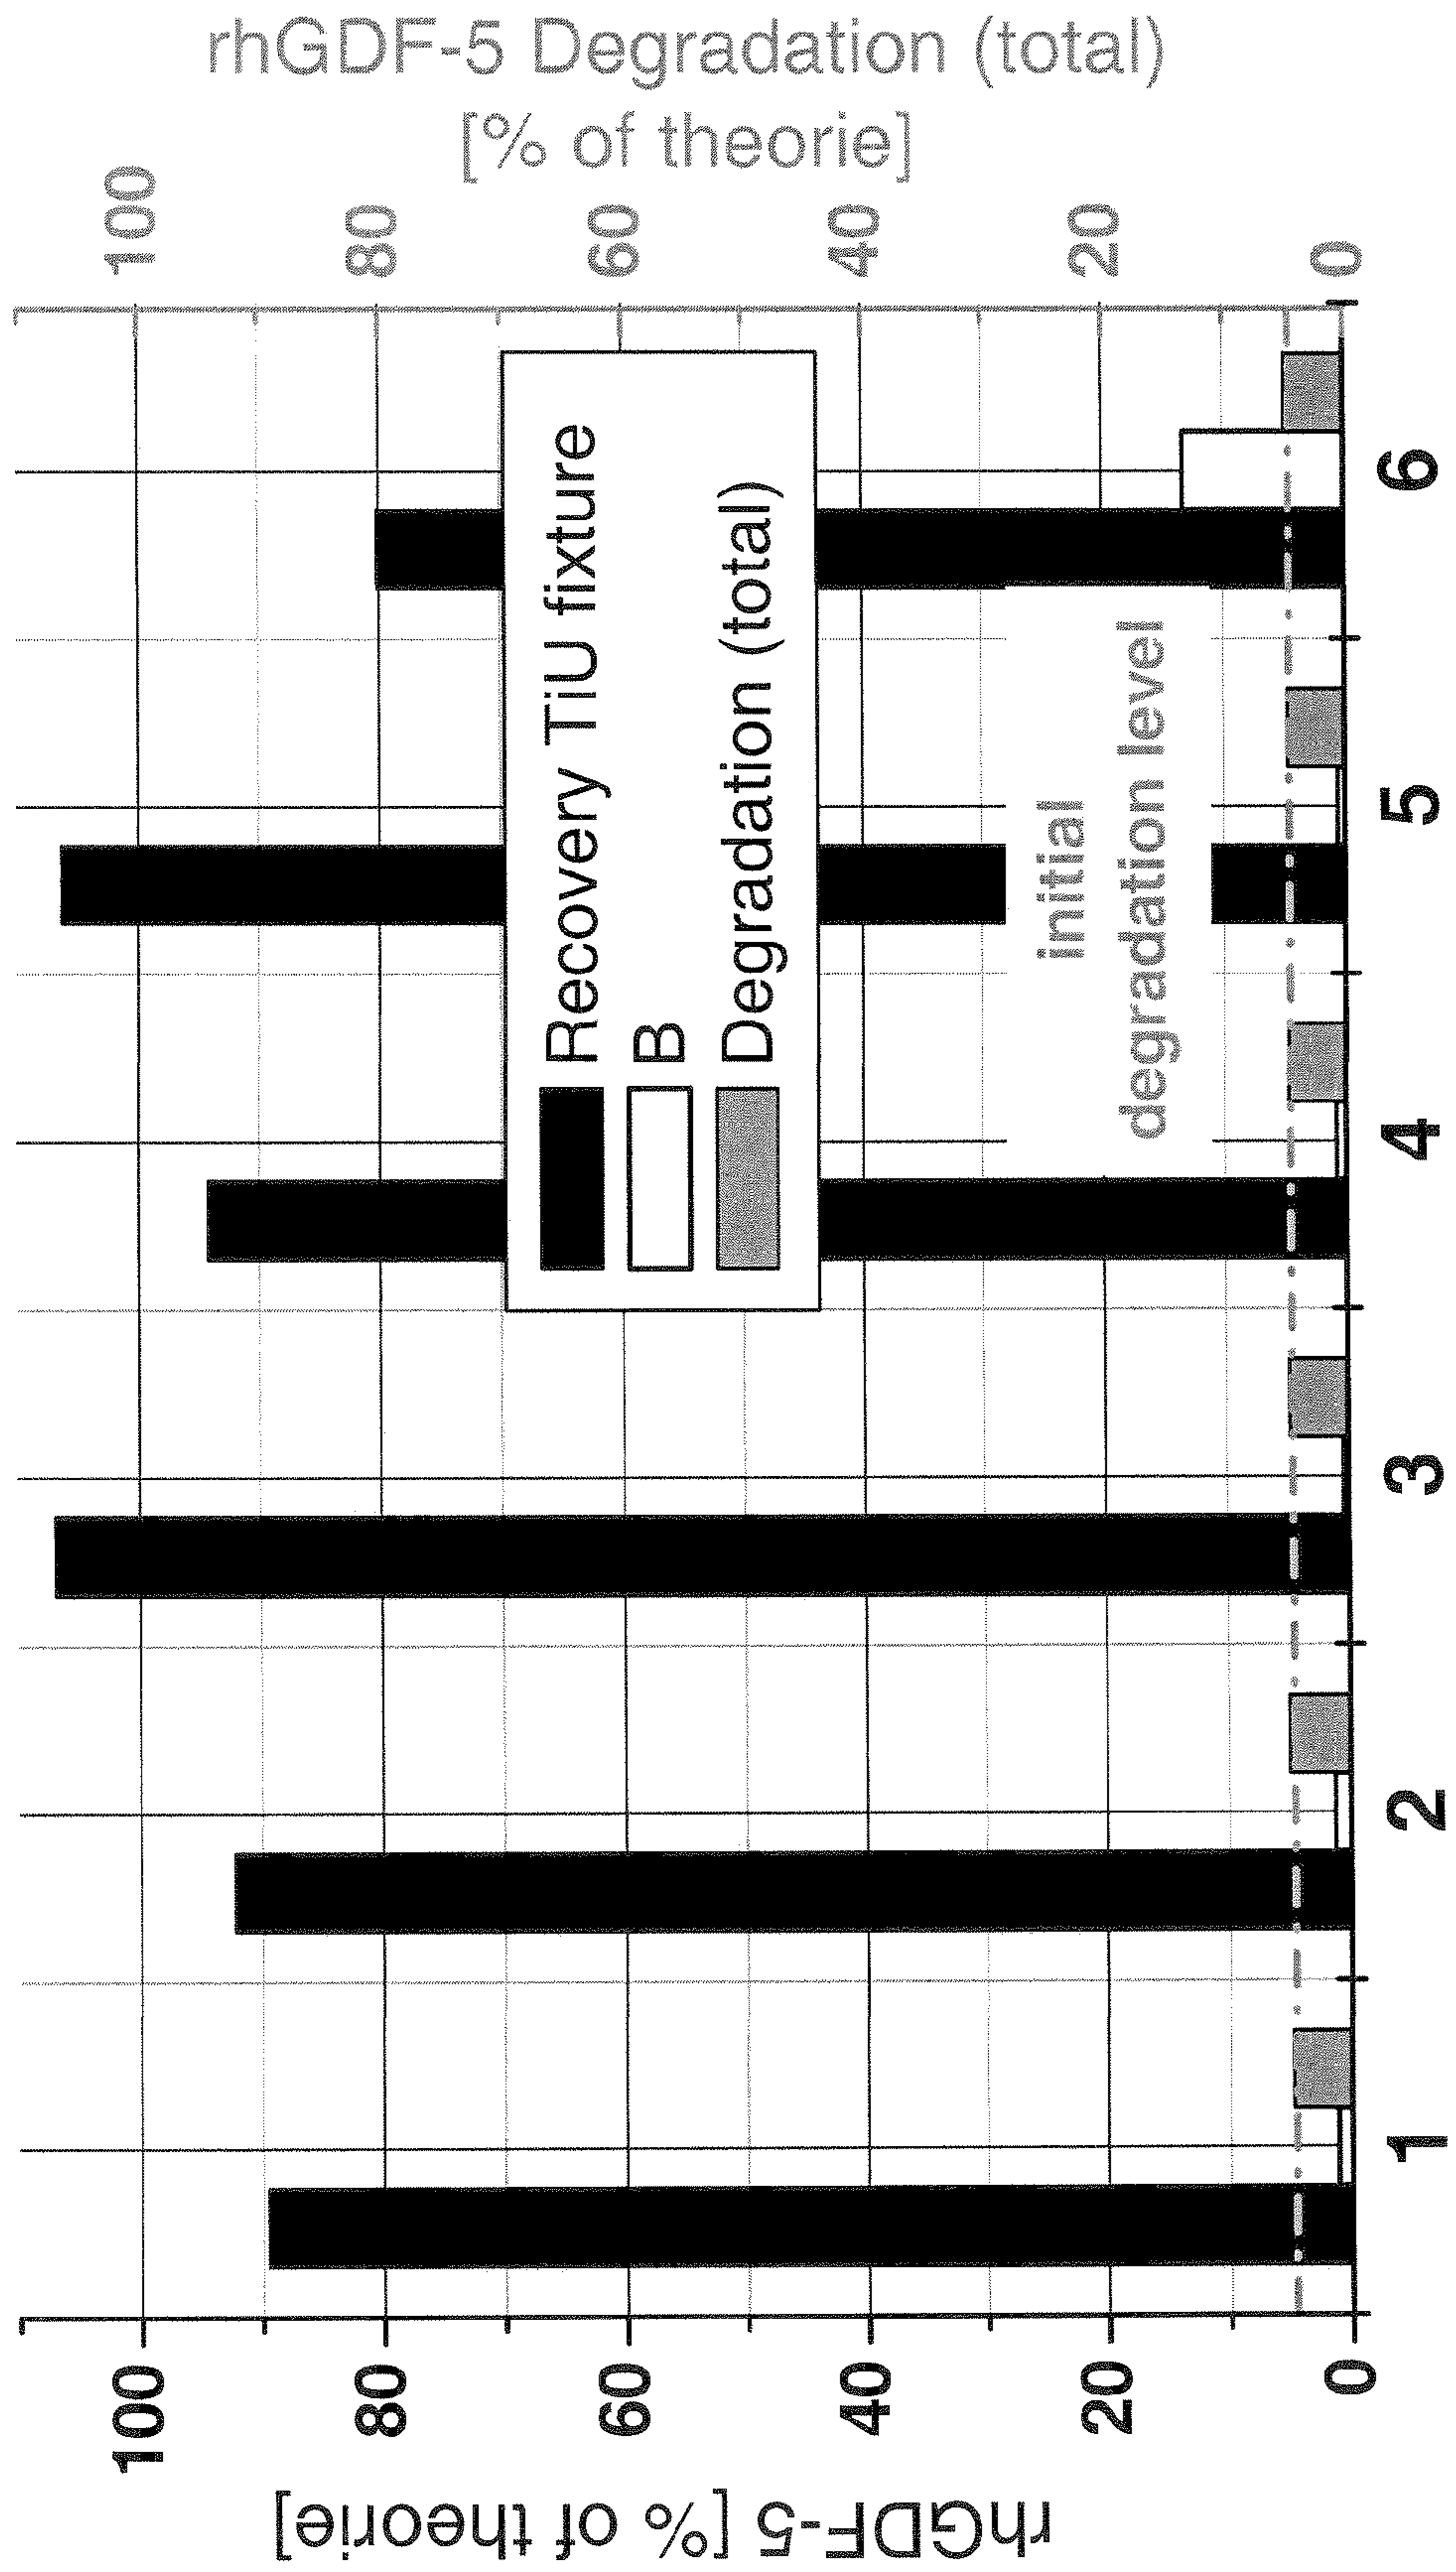 rhGDF-5 [% of theorie]
100
80
60
40
20
0
Recovery TiU fixture
B
Degradation (total)
initial
degradation level
1
2
3
4
5
6
100
80
60
40
20
0
rhGDF-5 Degradation (total)
[% of theorie]